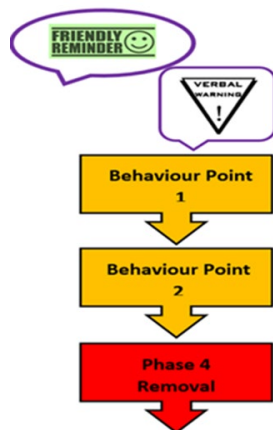 FRIENDLY
REMINDER
VERBAL
WARNING
!
Behaviour Point
1
Behaviour Point
2
Phase 4
Removal